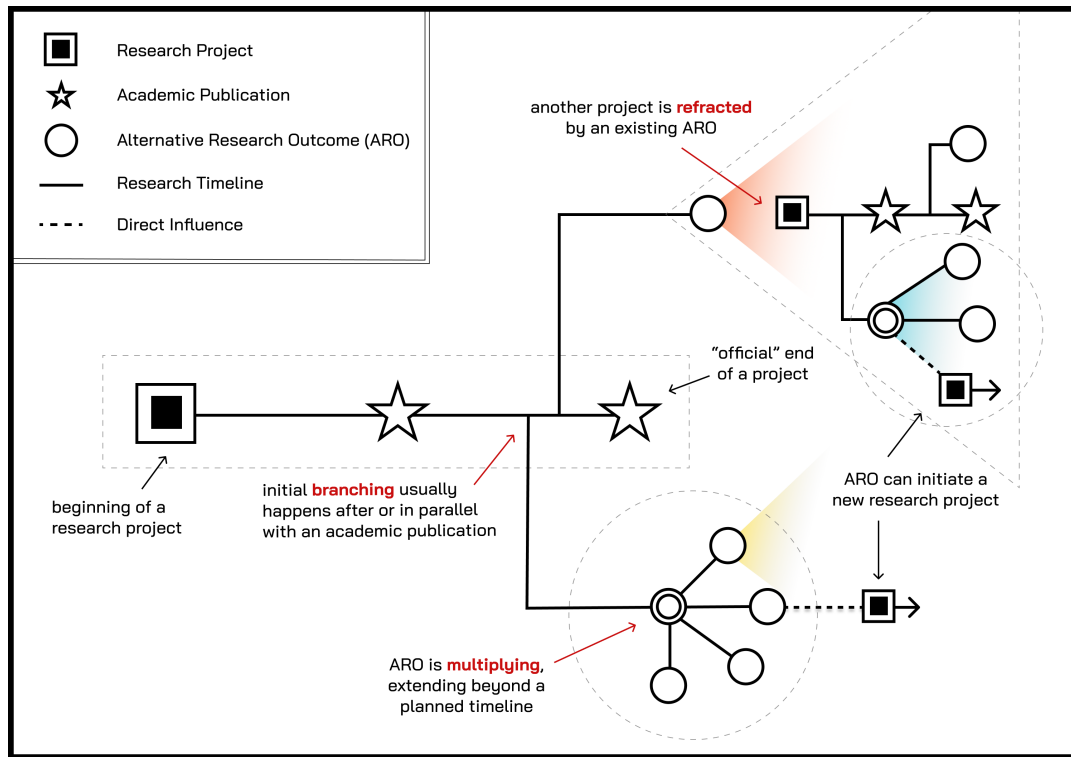 Research Project
Academic Publication
Alternative Research Outcome (ARO)
Research Timeline
Direct Influence
another project is refracted
by an existing ARO
"official" end
of a project
beginning of a
research project
initial branching usually
happens after or in parallel
with an academic publication
ARO can initiate a
new research project
ARO is multiplying,
extending beyond a
planned timeline